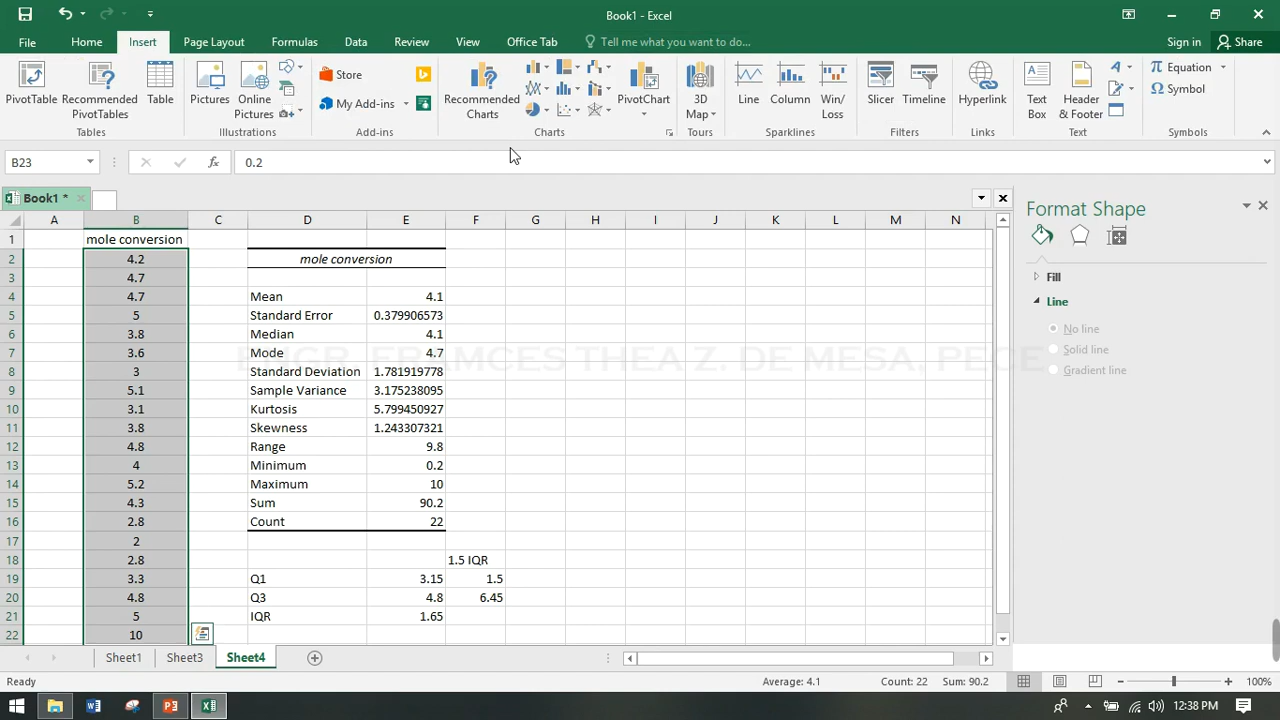 Book1 - Excel
File Home Insert Page Layout Formulas Data Review View Office Tab Tell me what you want to do... Sign in Share
PivotTable Recommended PivotTables Table
Pictures Online Pictures
Store
My Add-ins
Recommended Charts
PivotChart
3D Map
Line Column Win/Loss
Slicer Timeline
Hyperlink
Text Box Header & Footer
Equation
Symbol
Tables Illustrations Add-ins Charts Tours Sparklines Filters Links Text Symbols
B23 fx 0.2
Book1 *
Format Shape
A B C D E F G H I J K L M N
1 mole conversion
2 4.2 mole conversion
3 4.7
4 4.7 Mean 4.1
5 5 Standard Error 0.379906573
6 3.8 Median 4.1
7 3.6 Mode 4.7
8 3 Standard Deviation 1.781919778
9 5.1 Sample Variance 3.175238095
10 3.1 Kurtosis 5.799450927
11 3.8 Skewness 1.243307321
12 4.8 Range 9.8
13 4 Minimum 0.2
14 5.2 Maximum 10
15 4.3 Sum 90.2
16 2.8 Count 22
17 2
18 2.8 1.5 IQR
19 3.3 Q1 3.15 1.5
20 4.8 Q3 4.8 6.45
21 5 IQR 1.65
22 10
Fill
Line
No line
Solid line
Gradient line
ENGR. FRAMCES THEA Z. DE MESA, PECE
Sheet1 Sheet3 Sheet4
Ready Average: 4.1 Count: 22 Sum: 90.2 100%
12:38 PM